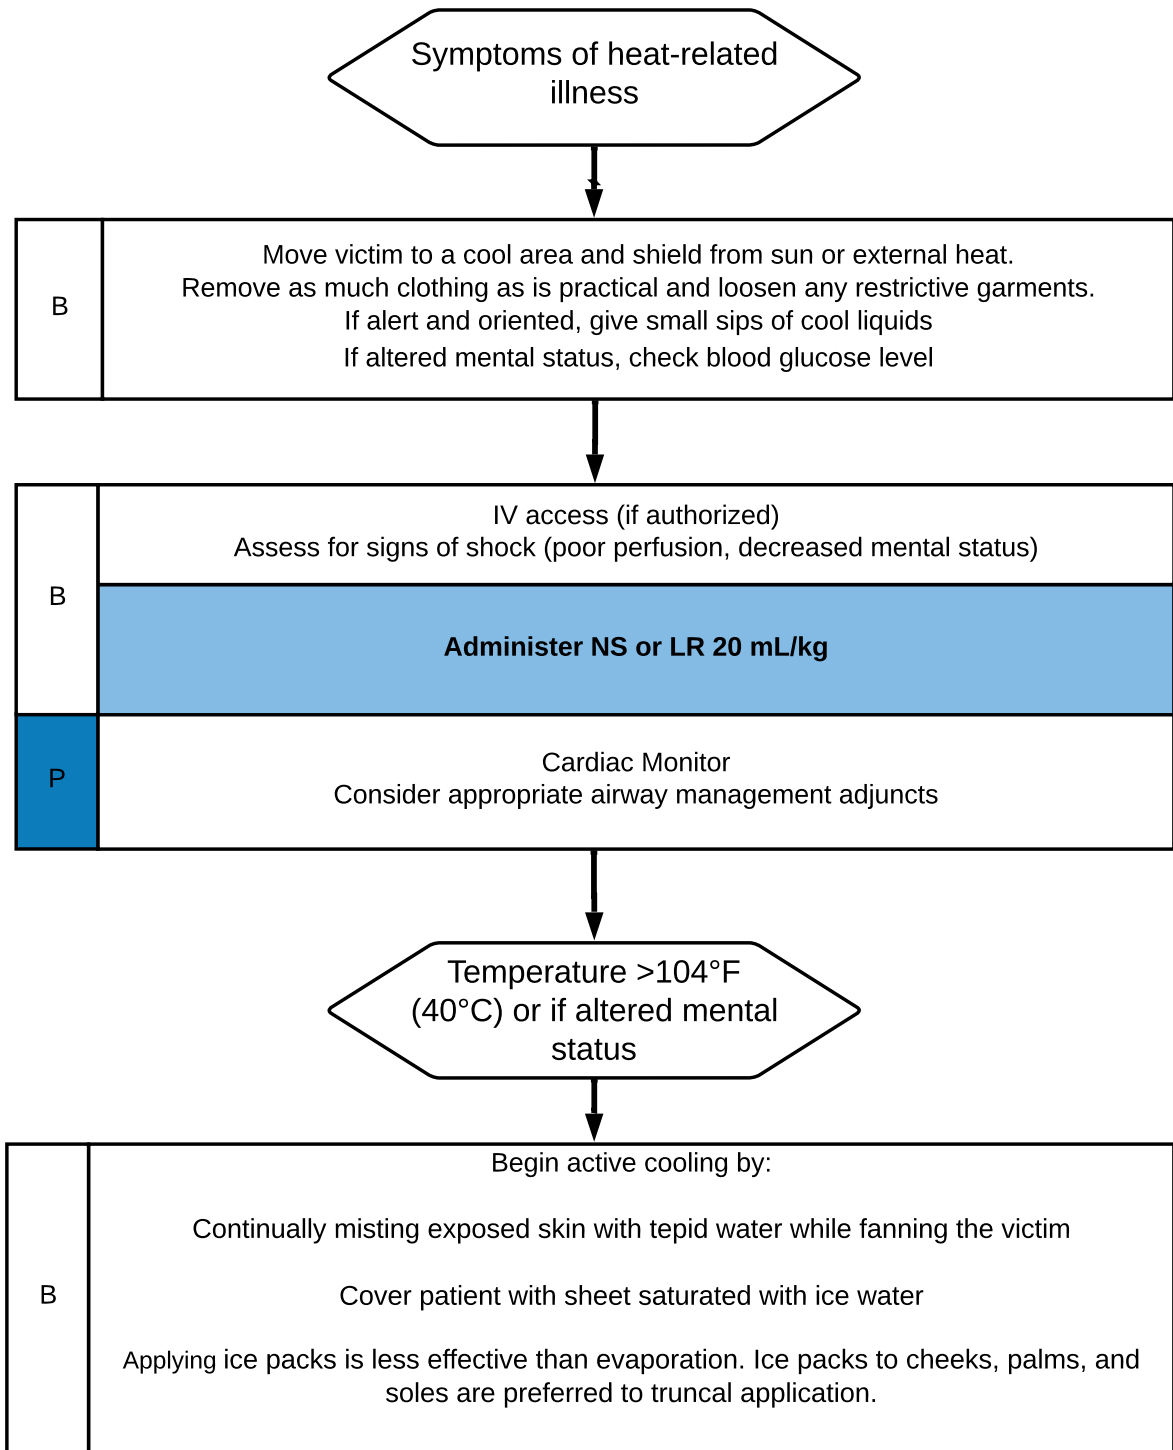 Symptoms of heat-related
illness
B
Move victim to a cool area and shield from sun or external heat.
Remove as much clothing as is practical and loosen any restrictive garments.
If alert and oriented, give small sips of cool liquids
If altered mental status, check blood glucose level
B
IV access (if authorized)
Assess for signs of shock (poor perfusion, decreased mental status)
Administer NS or LR 20 mL/kg
P
Cardiac Monitor
Consider appropriate airway management adjuncts
Temperature >104°F
(40°C) or if altered mental
status
B
Begin active cooling by:
Continually misting exposed skin with tepid water while fanning the victim
Cover patient with sheet saturated with ice water
Applying ice packs is less effective than evaporation. Ice packs to cheeks, palms, and
soles are preferred to truncal application.